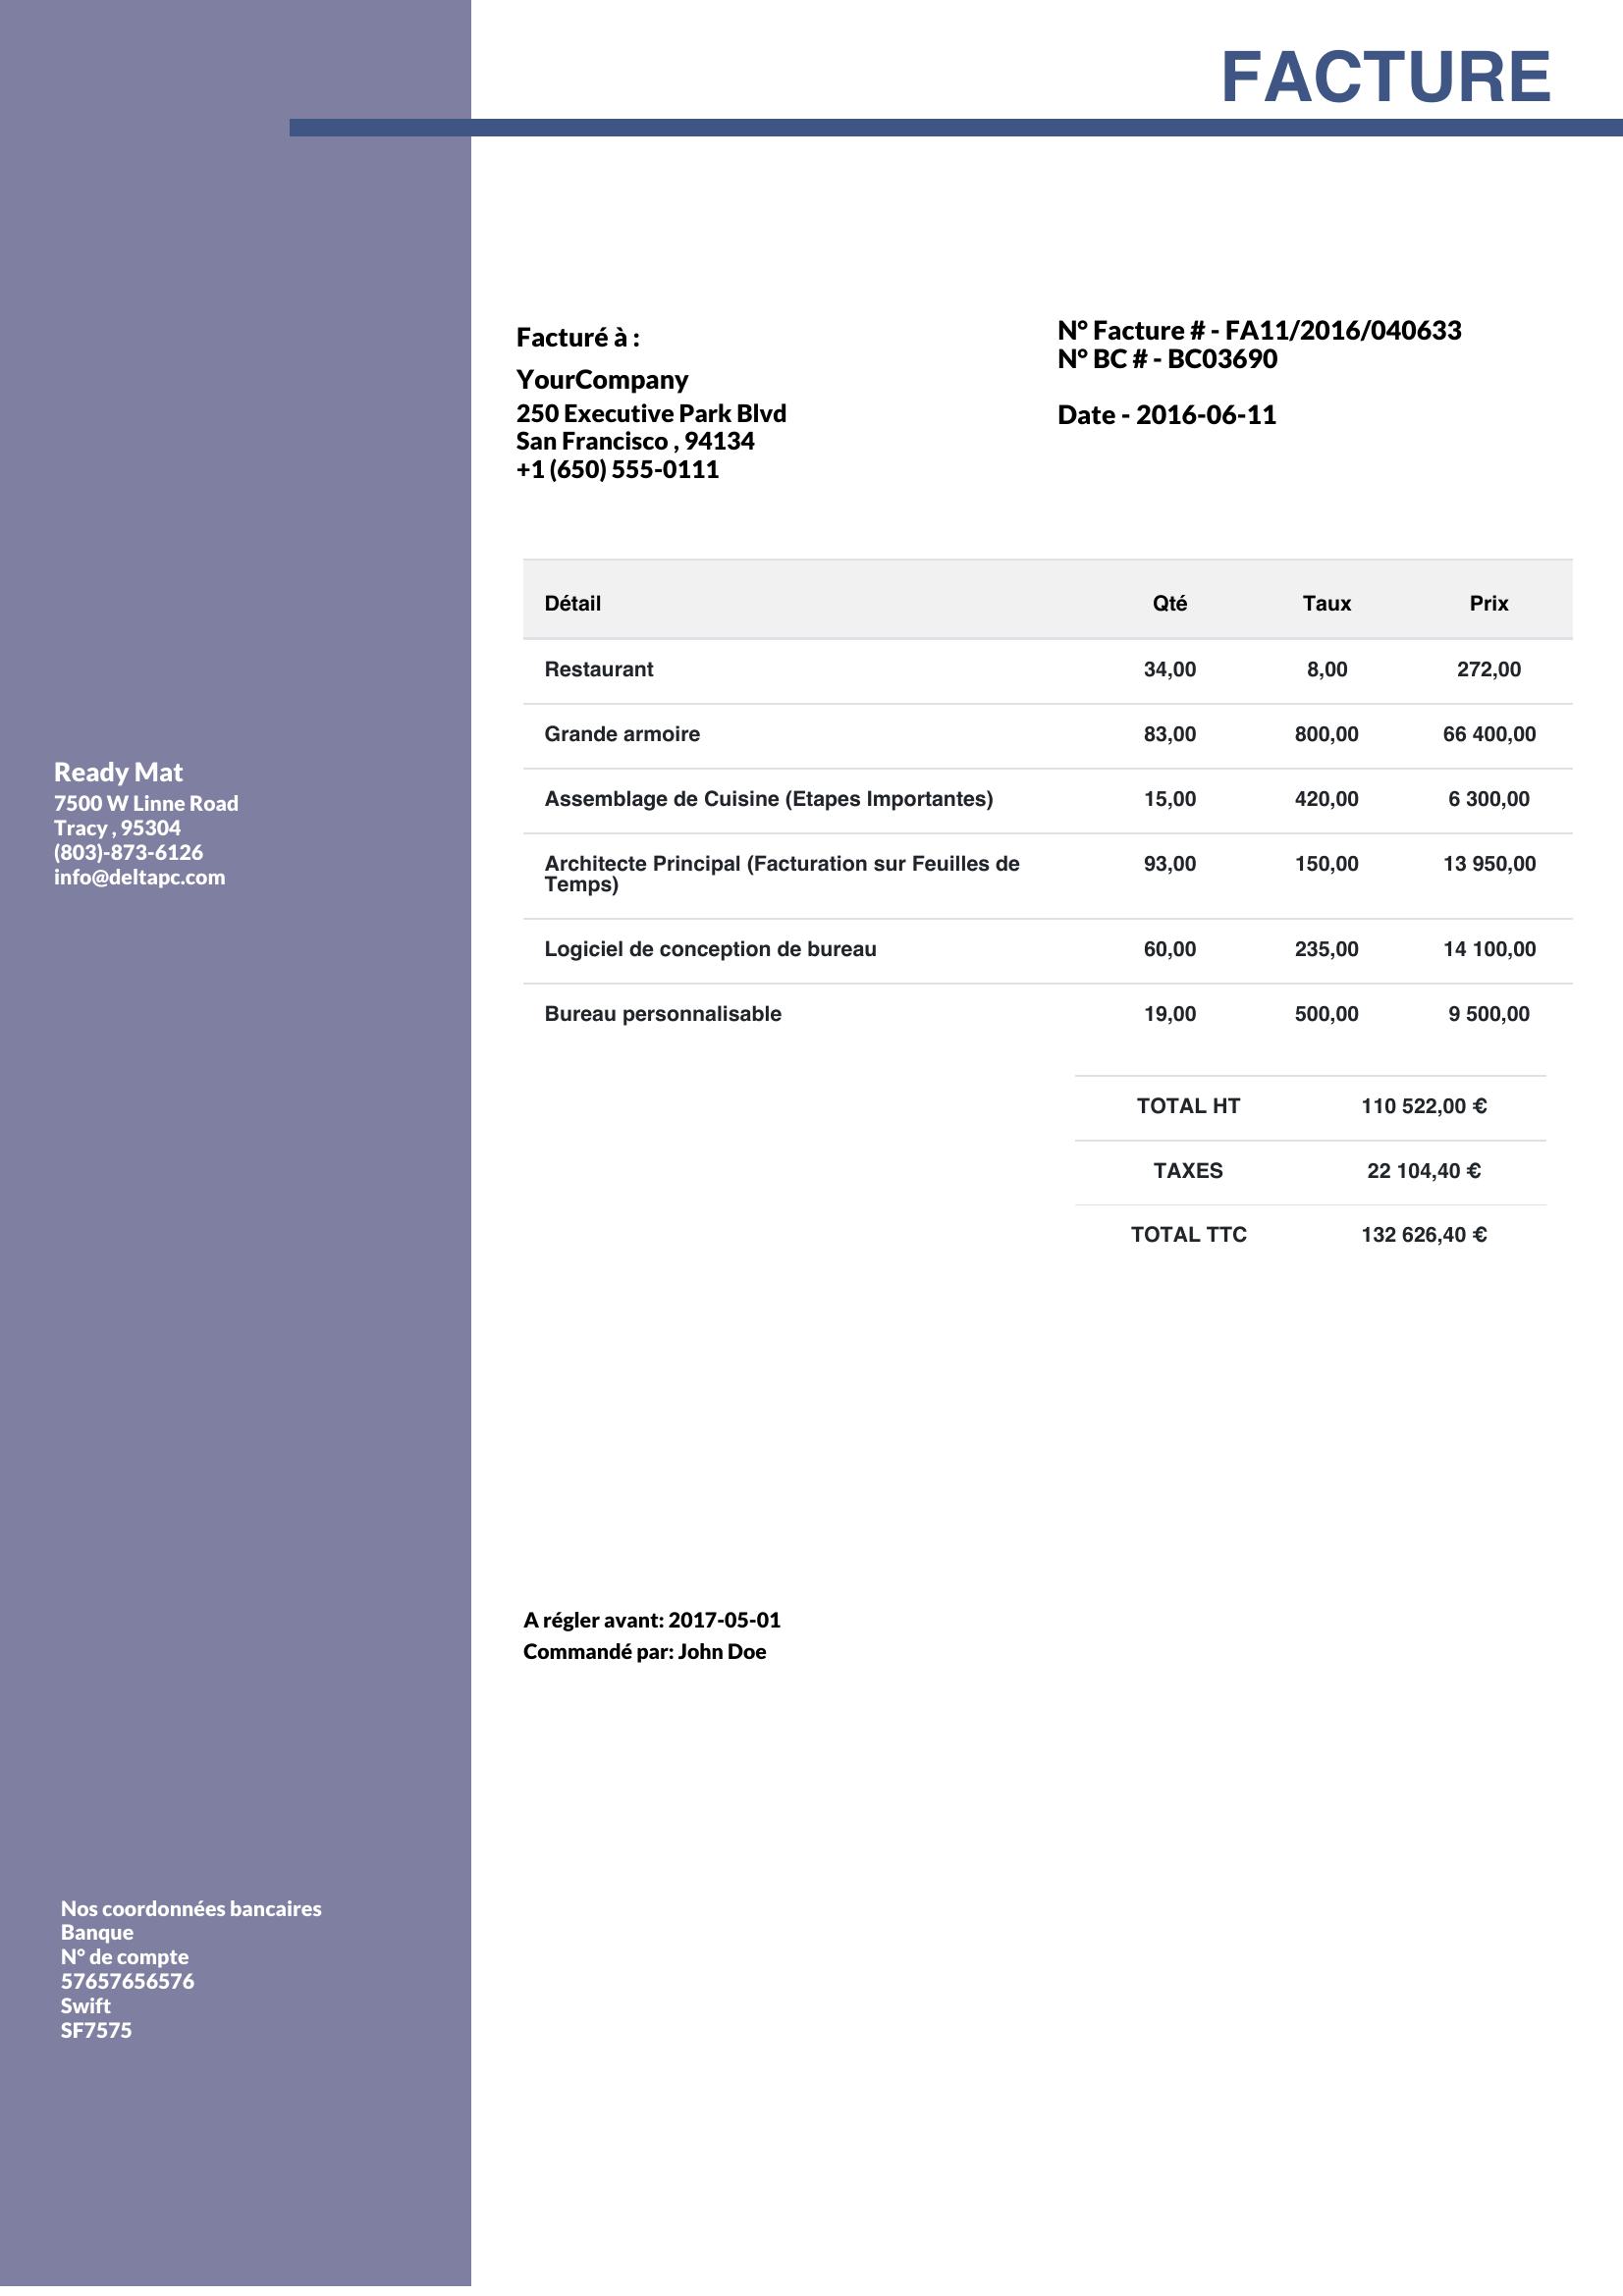 FACTURE
Facturé à :
YourCompany
250 Executive Park Blvd
San Francisco , 94134
+1 (650) 555-0111
N° Facture # - FA11/2016/040633
N° BC # - BC03690
Date - 2016-06-11
Ready Mat
7500 W Linne Road
Tracy , 95304
(803)-873-6126
info@deltapc.com
Détail Qté Taux Prix
Restaurant 34,00 8,00 272,00
Grande armoire 83,00 800,00 66 400,00
Assemblage de Cuisine (Etapes Importantes) 15,00 420,00 6 300,00
Architecte Principal (Facturation sur Feuilles de 93,00 150,00 13 950,00
Temps)
Logiciel de conception de bureau 60,00 235,00 14 100,00
Bureau personnalisable 19,00 500,00 9 500,00
TOTAL HT 110 522,00 €
TAXES 22 104,40 €
TOTAL TTC 132 626,40 €
A régler avant: 2017-05-01
Commandé par: John Doe
Nos coordonnées bancaires
Banque
N° de compte
57657656576
Swift
SF7575